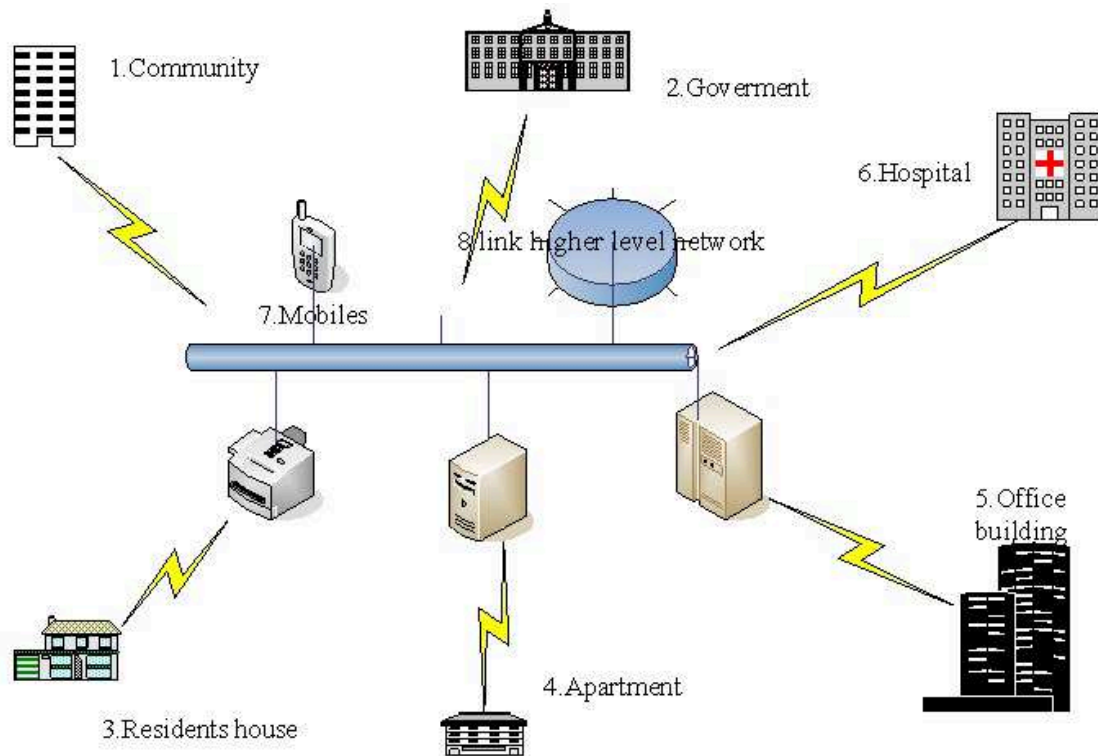 1.Community
2.Goverment
6.Hospital
8 link higher level network
7.Mobiles
5.Office
building
4.Apartment
3.Residents house